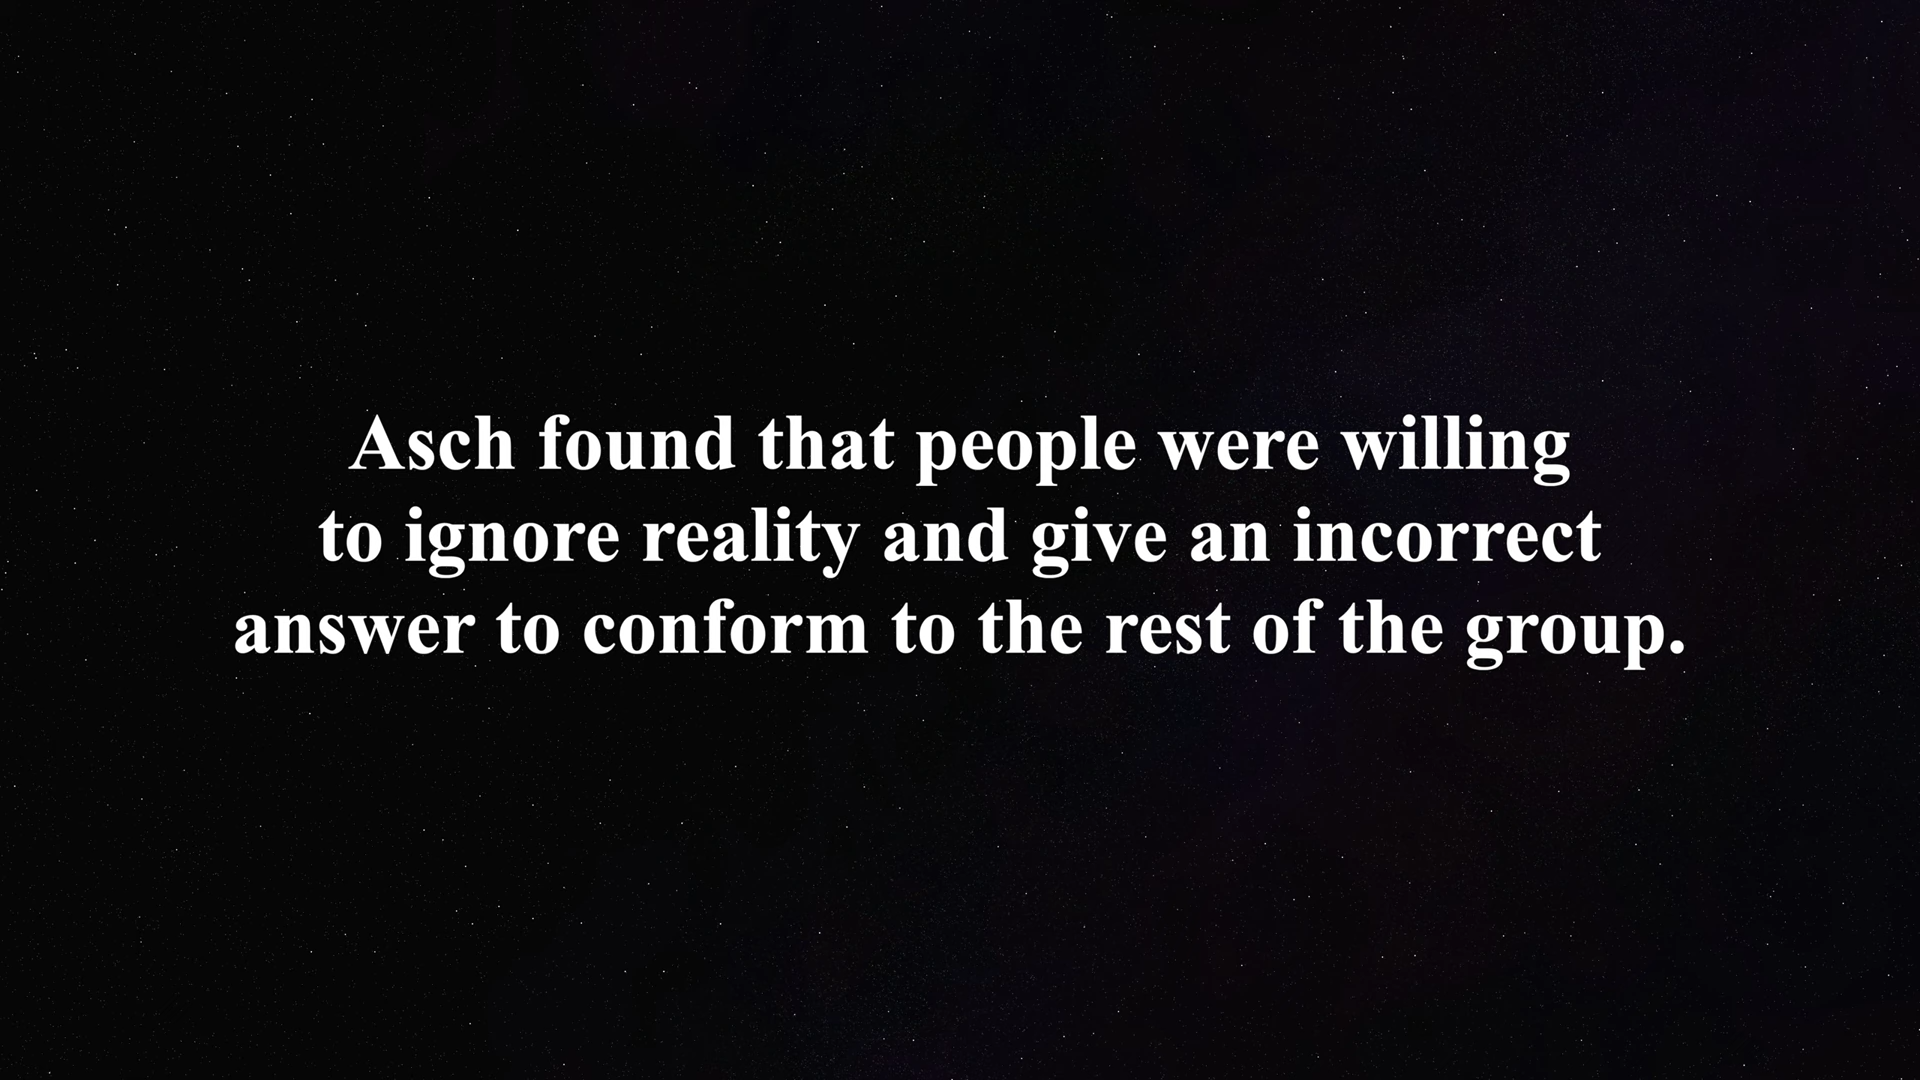 Asch found that people were willing
to ignore reality and give an incorrect
answer to conform to the rest of the group.